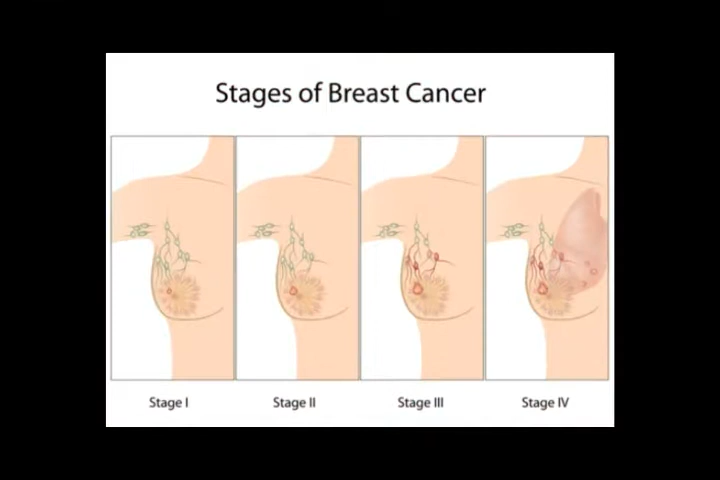 Stages of Breast Cancer
Stage I
Stage II
Stage III
Stage IV